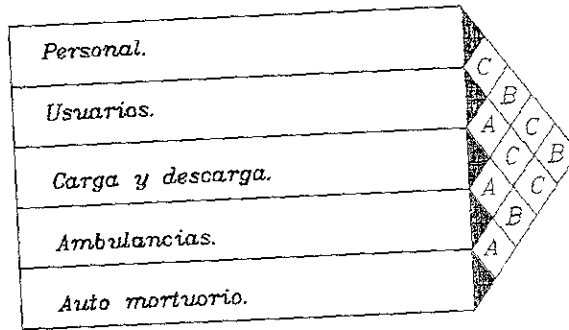 Personal.
C
B
Usuarios.
A C
C B
Carga y descarga.
A C
B
Ambulancias.
A
Auto mortuorio.